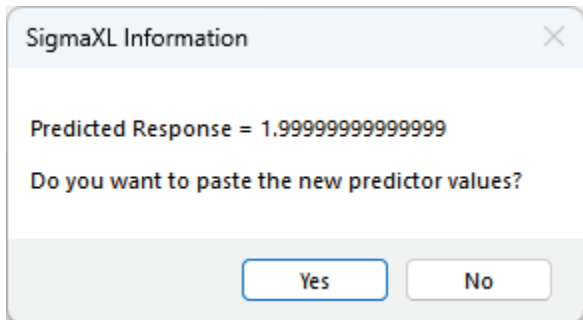 SigmaXL Information
Predicted Response = 1.99999999999999
Do you want to paste the new predictor values?
Yes
No